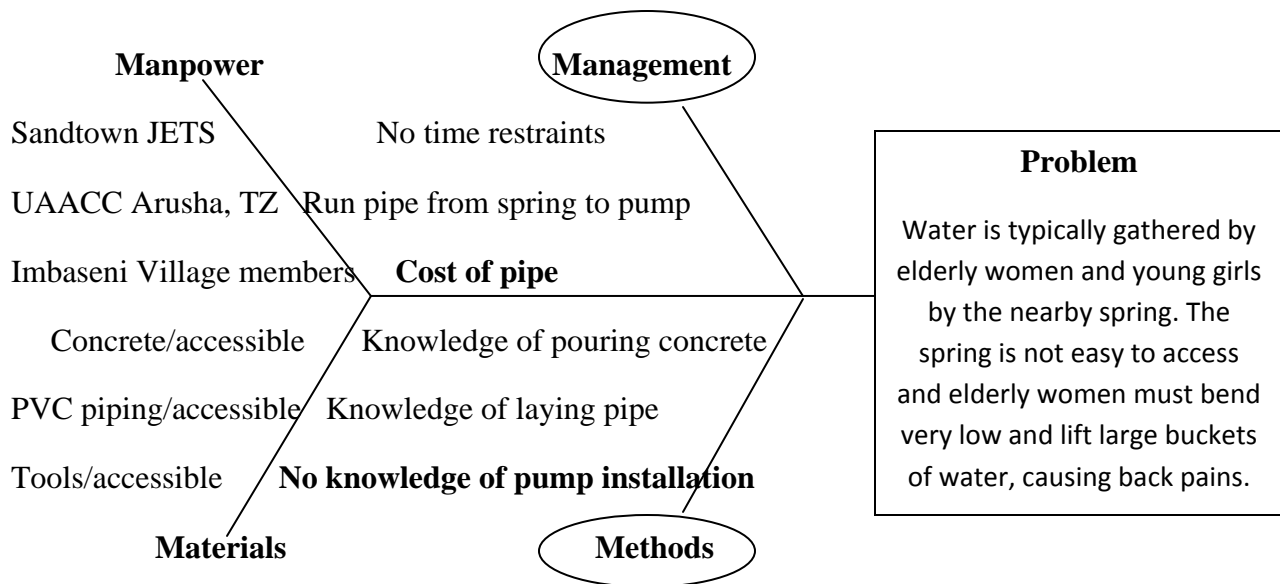 Manpower
Management
Sandtown JETS
No time restraints
UAACC Arusha, TZ
Run pipe from spring to pump
Imbaseni Village members
Cost of pipe
Concrete/accessible
Knowledge of pouring concrete
PVC piping/accessible
Knowledge of laying pipe
Tools/accessible
No knowledge of pump installation
Materials
Methods
Problem
Water is typically gathered by
elderly women and young girls
by the nearby spring. The
spring is not easy to access
and elderly women must bend
very low and lift large buckets
of water, causing back pains.